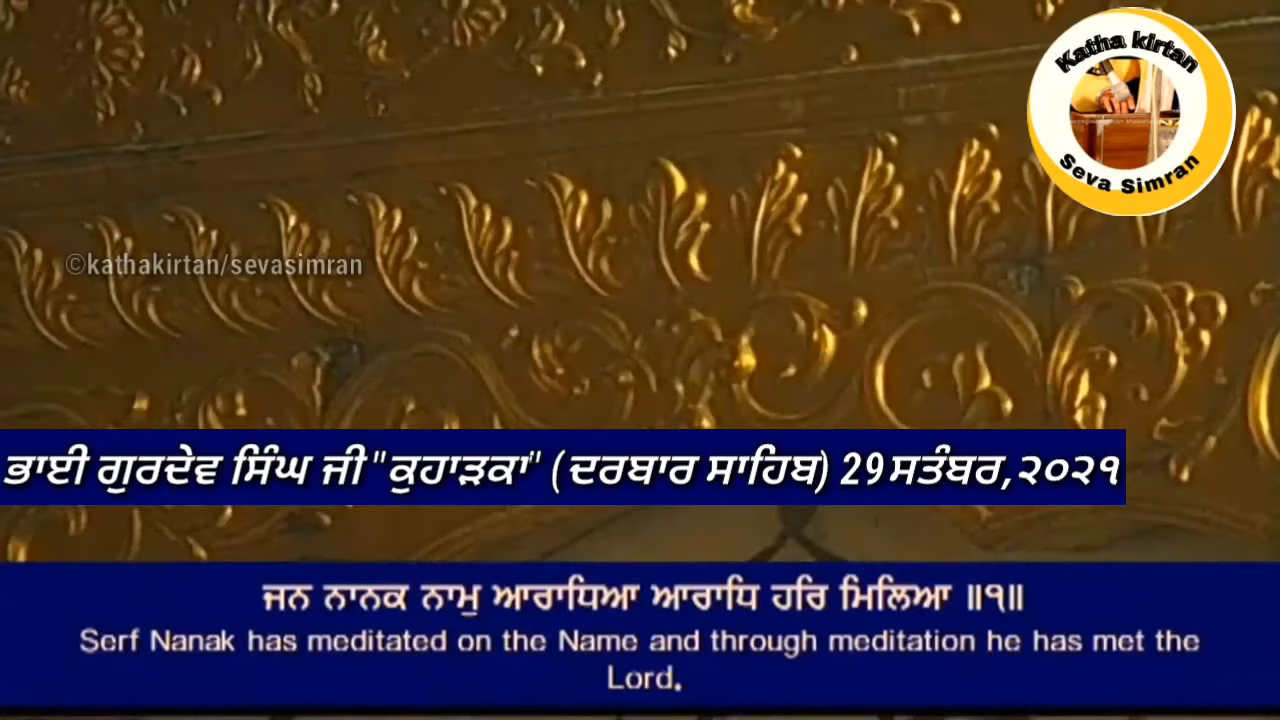 Katha kirtan
Seva Simran
©kathakirtan/sevasimran
ਭਾਈ ਗੁਰਦੇਵ ਸਿੰਘ ਜੀ "ਕੁਹਾੜਕਾ" (ਦਰਬਾਰ ਸਾਹਿਬ) 29 ਸਤੰਬਰ,੨੦੨੧
ਜਨ ਨਾਨਕ ਨਾਮੁ ਆਰਾਧਿਆ ਆਰਾਧਿ ਹਰਿ ਮਿਲਿਆ ॥੧॥
Serf Nanak has meditated on the Name and through meditation he has met the
Lord.